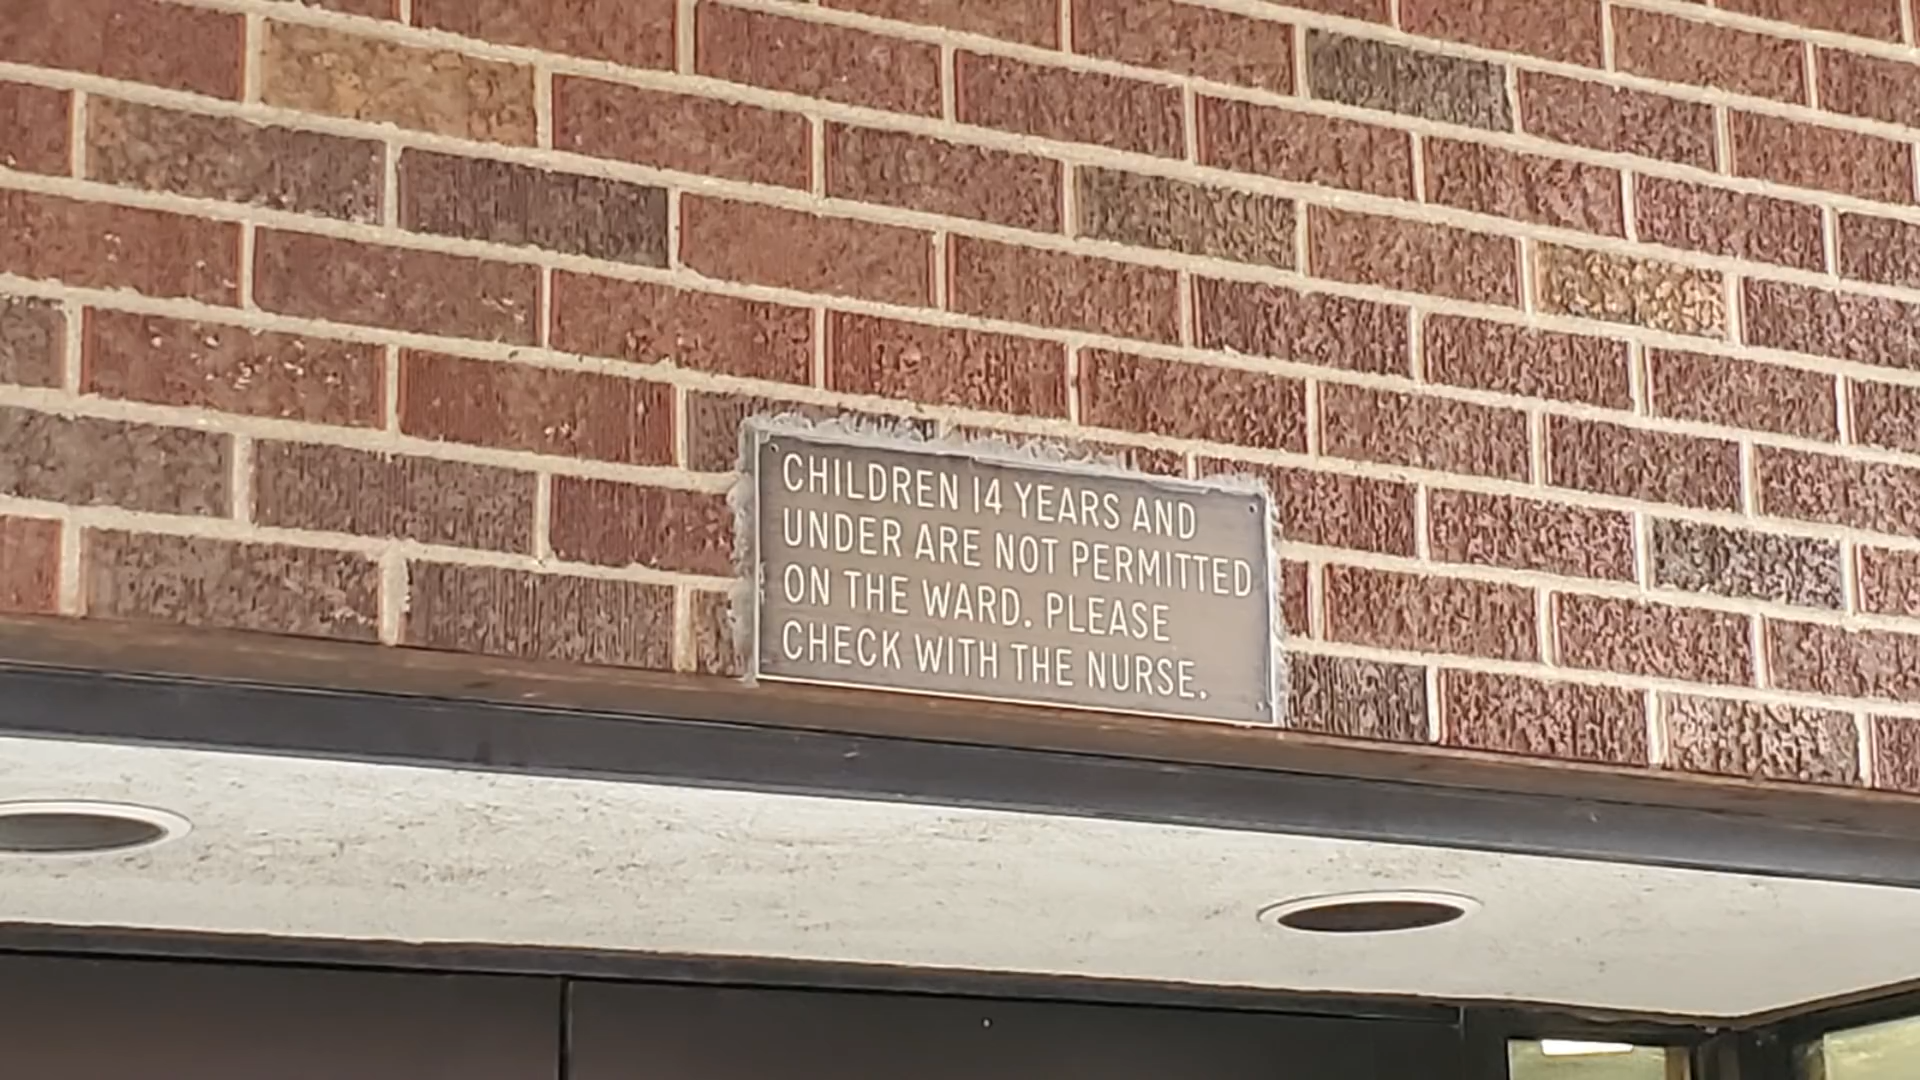 CHILDREN 14 YEARS AND
UNDER ARE NOT PERMITTED
ON THE WARD. PLEASE
CHECK WITH THE NURSE.